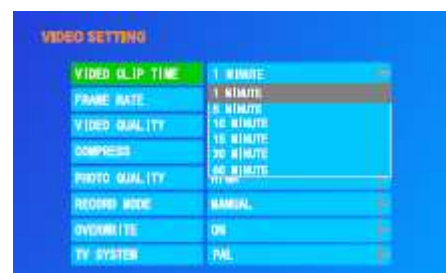 VIDEO SETTING
VIDEO CLIP TIME 1 MINUTE
1 MINUTE
FRAME RATE
5 MINUTE
VIDEO QUALITY
10 MINUTE
15 MINUTE
COMPRESS
30 MINUTE
60 MINUTE
PHOTO QUALITY
RECORD MODE MANUAL
OVERWRITE ON
TV SYSTEM PAL